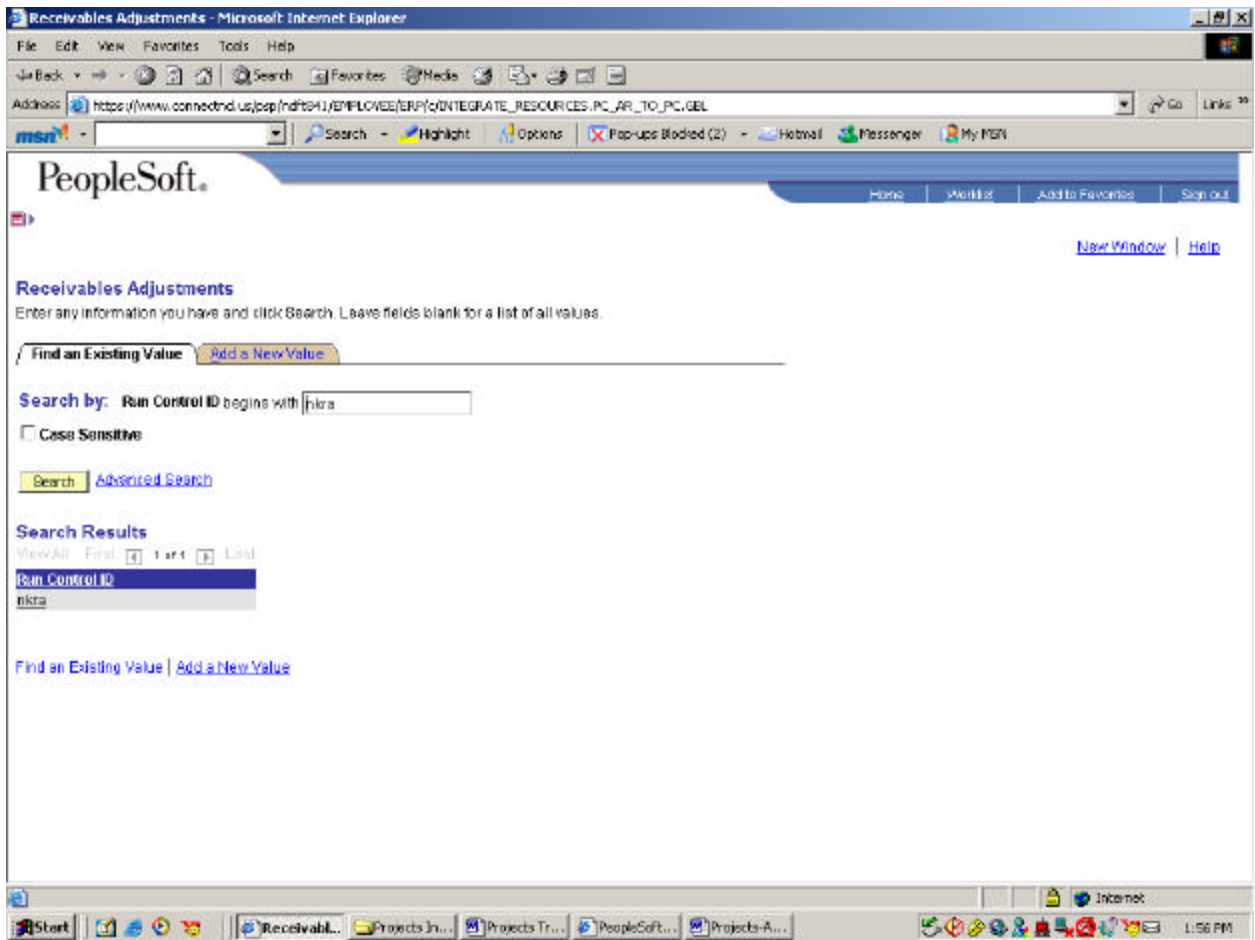 Receivables Adjustments - Microsoft Internet Explorer
File Edit View Favorites Tools Help
Back Search Favorites Media
Address https://www.connectnd.us/psp/ndfts41/EMPLOYEE/ERP/c/INTEGRATE_RESOURCES.PC_AR_TO_PC.GBL Go Links »
msn Search Highlight Options Pop-ups Blocked (2) Hotmail Messenger My MSN
PeopleSoft.
Home Worklist Add to Favorites Sign out
New Window | Help
Receivables Adjustments
Enter any information you have and click Search. Leave fields blank for a list of all values.
Find an Existing Value Add a New Value
Search by: Run Control ID begins with nkra
Case Sensitive
Search Advanced Search
Search Results
View All First 1 of 1 Last
Run Control ID
nkra
Find an Existing Value | Add a New Value
Internet
Start Receivabl... Projects In... Projects Tr... PeopleSoft... Projects-A... 1:56 PM